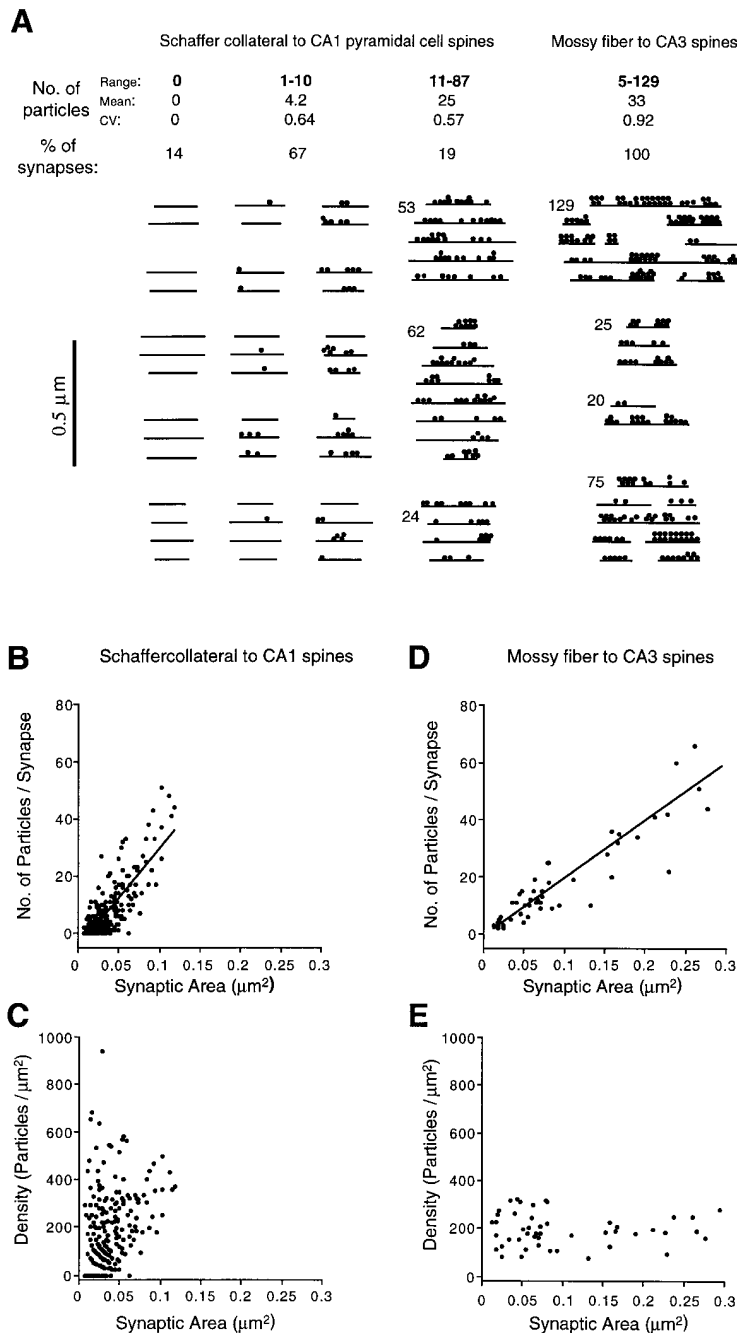 A
Schaffer collateral to CA1 pyramidal cell spines
Mossy fiber to CA3 spines
No. of particles
Range: 0 1-10 11-87 5-129
Mean: 0 4.2 25 33
CV: 0 0.64 0.57 0.92
% of synapses:
14 67 19 100
53
129
62
25
0.5 μm
20
75
24
B
Schaffercollateral to CA1 spines
No. of Particles / Synapse
80
60
40
20
0
0 0.05 0.1 0.15 0.2 0.25 0.3
Synaptic Area (μm²)
D
Mossy fiber to CA3 spines
No. of Particles / Synapse
80
60
40
20
0
0 0.05 0.1 0.15 0.2 0.25 0.3
Synaptic Area (μm²)
C
Density (Particles / μm²)
1000
800
600
400
200
0
0 0.05 0.1 0.15 0.2 0.25 0.3
Synaptic Area (μm²)
E
Density (Particles / μm²)
1000
800
600
400
200
0
0 0.05 0.1 0.15 0.2 0.25 0.3
Synaptic Area (μm²)